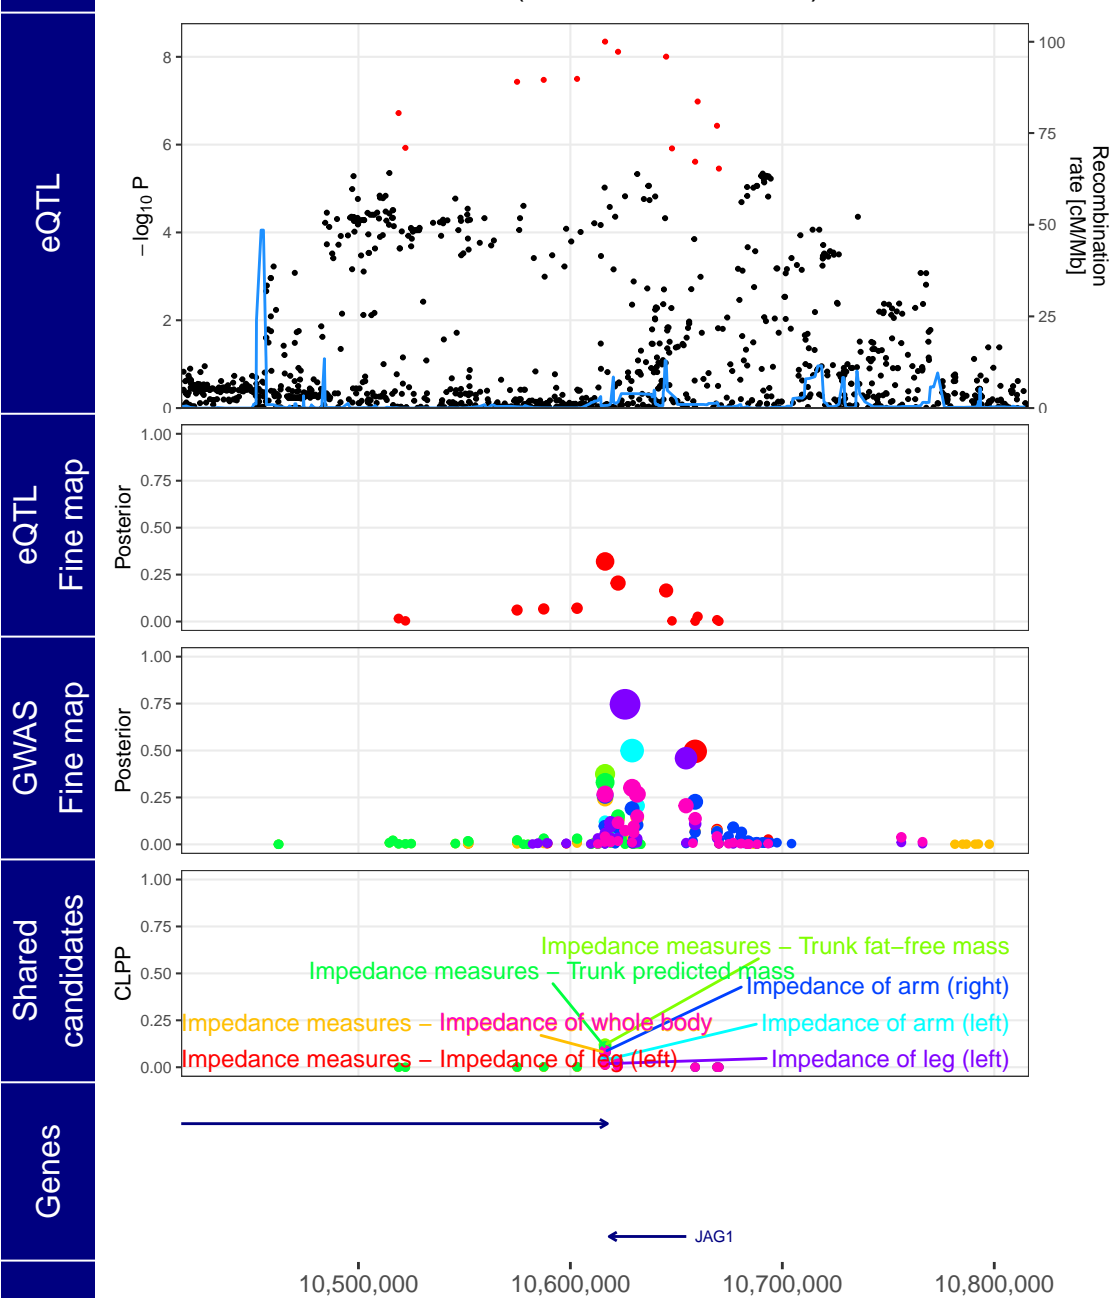 eQTL
−log10 P
8
6
4
2
0
100
75
50
25
0
Recombination
rate [cM/Mb]
eQTL
Fine map
Posterior
1.00
0.75
0.50
0.25
0.00
GWAS
Fine map
Posterior
1.00
0.75
0.50
0.25
0.00
Shared
candidates
CLPP
1.00
0.75
0.50
0.25
0.00
Impedance measures − Trunk fat−free mass
Impedance measures − Trunk predicted mass
Impedance of arm (right)
Impedance measures −
Impedance of whole body
Impedance of arm (left)
Impedance measures − Impedance of leg (left)
Impedance of leg (left)
Genes
JAG1
10,500,000
10,600,000
10,700,000
10,800,000